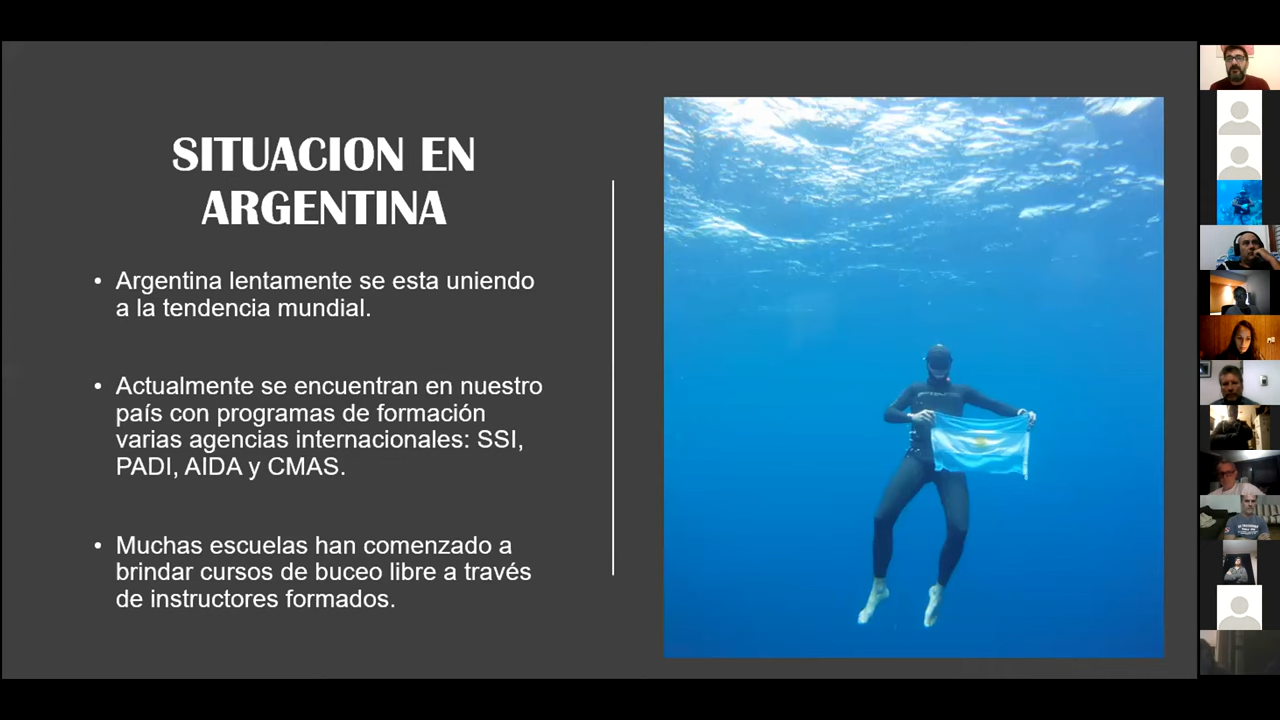 SITUACION EN
ARGENTINA
• Argentina lentamente se esta uniendo
a la tendencia mundial.
• Actualmente se encuentran en nuestro
país con programas de formación
varias agencias internacionales: SSI,
PADI, AIDA y CMAS.
• Muchas escuelas han comenzado a
brindar cursos de buceo libre a través
de instructores formados.